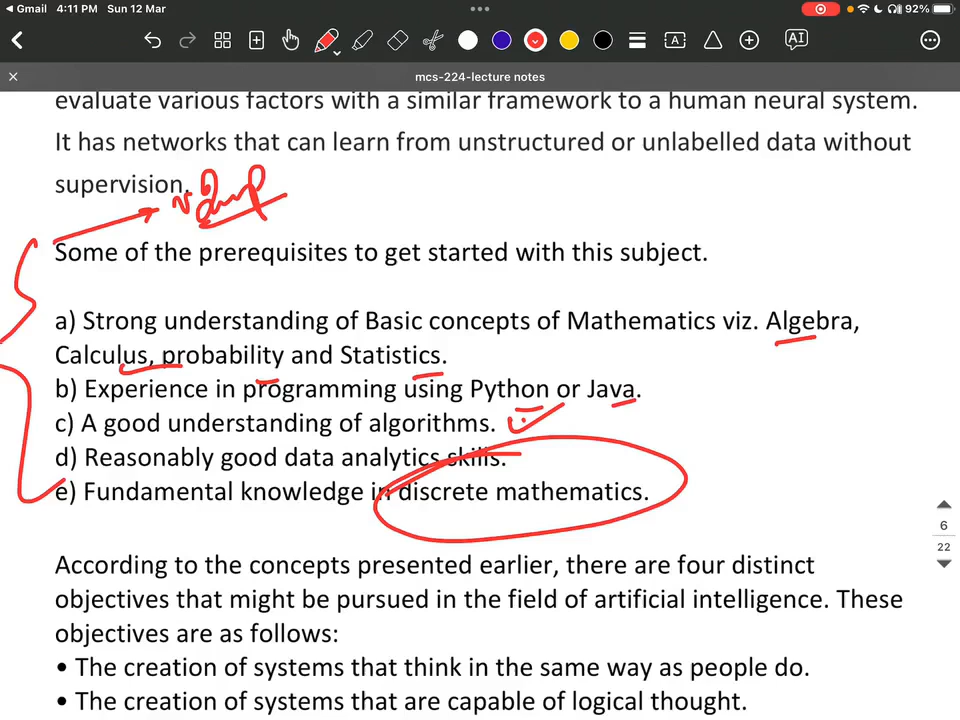 Gmail 4:11 PM Sun 12 Mar 92%
A AI
mcs-224-lecture notes
evaluate various factors with a similar framework to a human neural system.
It has networks that can learn from unstructured or unlabelled data without
supervision.
Some of the prerequisites to get started with this subject.
a) Strong understanding of Basic concepts of Mathematics viz. Algebra,
Calculus, probability and Statistics.
b) Experience in programming using Python or Java.
c) A good understanding of algorithms.
d) Reasonably good data analytics skills.
e) Fundamental knowledge in discrete mathematics.
6
22
According to the concepts presented earlier, there are four distinct
objectives that might be pursued in the field of artificial intelligence. These
objectives are as follows:
• The creation of systems that think in the same way as people do.
• The creation of systems that are capable of logical thought.